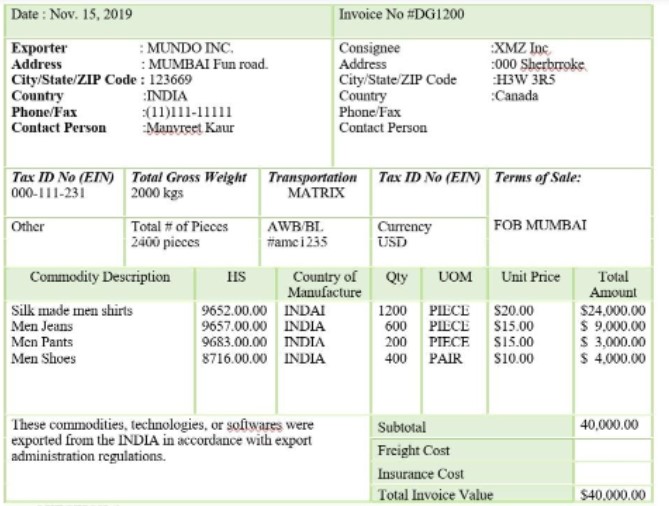 Date : Nov. 15, 2019 Invoice No #DG1200
Exporter : MUNDO INC. Consignee :XMZ Inc
Address : MUMBAI Fun road. Address :000 Sherbrroke
City/State/ZIP Code : 123669 City/State/ZIP Code :H3W 3R5
Country :INDIA Country :Canada
Phone/Fax :(11)111-11111 Phone/Fax
Contact Person :Manvreet Kaur Contact Person
Tax ID No (EIN) Total Gross Weight Transportation Tax ID No (EIN) Terms of Sale:
000-111-231 2000 kgs MATRIX
Other Total # of Pieces AWB/BL Currency FOB MUMBAI
2400 pieces #amc1235 USD
Commodity Description HS Country of Manufacture Qty UOM Unit Price Total Amount
Silk made men shirts 9652.00.00 INDAI 1200 PIECE $20.00 $24,000.00
Men Jeans 9657.00.00 INDIA 600 PIECE $15.00 $ 9,000.00
Men Pants 9683.00.00 INDIA 200 PIECE $15.00 $ 3,000.00
Men Shoes 8716.00.00 INDIA 400 PAIR $10.00 $ 4,000.00
These commodities, technologies, or softwares were
exported from the INDIA in accordance with export
administration regulations.
Subtotal 40,000.00
Freight Cost
Insurance Cost
Total Invoice Value $40,000.00